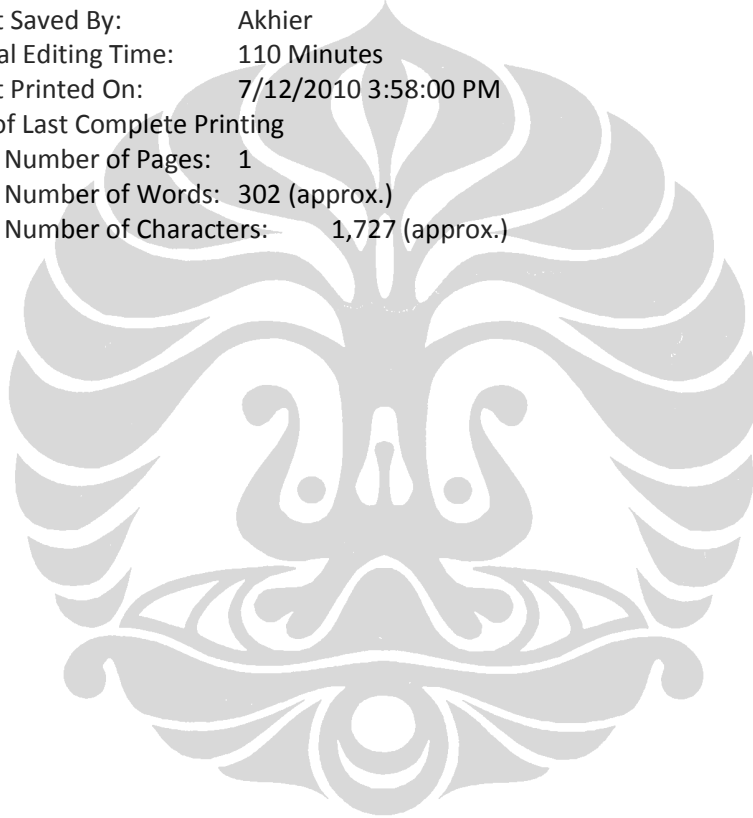 t Saved By: Akhier
al Editing Time: 110 Minutes
t Printed On: 7/12/2010 3:58:00 PM
of Last Complete Printing
Number of Pages: 1
Number of Words: 302 (approx.)
Number of Characters: 1,727 (approx.)